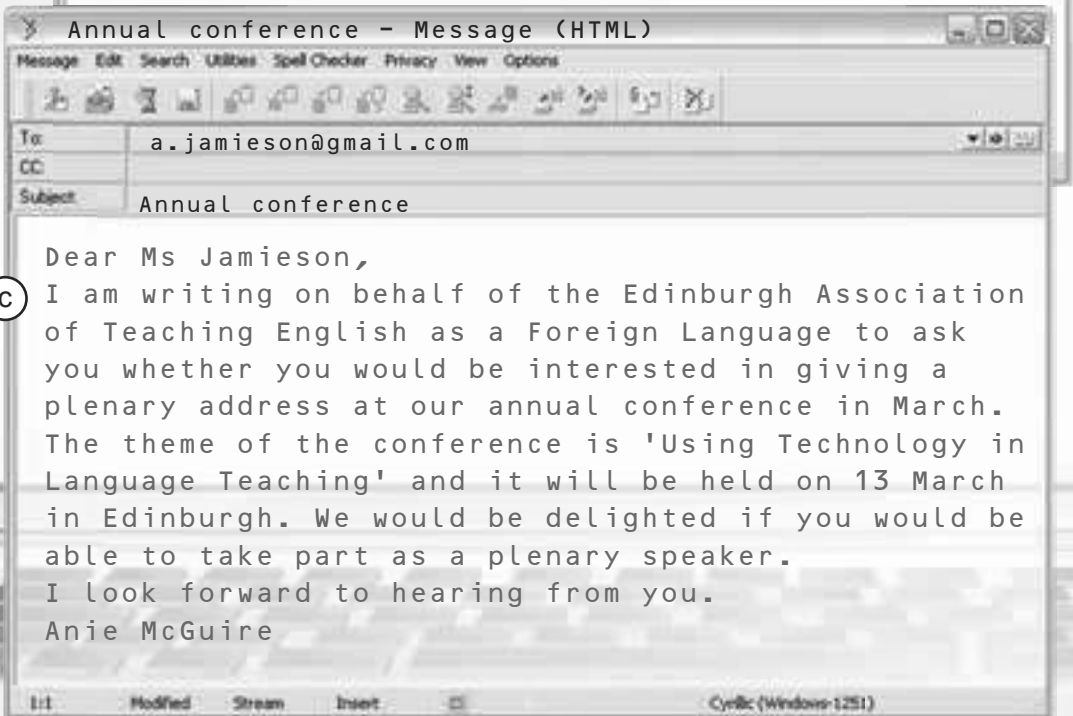 Annual conference - Message (HTML)
Message Edit Search Utilities Spell Checker Privacy View Options
To: a.jamieson@gmail.com
CC:
Subject: Annual conference
Dear Ms Jamieson,
C I am writing on behalf of the Edinburgh Association
of Teaching English as a Foreign Language to ask
you whether you would be interested in giving a
plenary address at our annual conference in March.
The theme of the conference is 'Using Technology in
Language Teaching' and it will be held on 13 March
in Edinburgh. We would be delighted if you would be
able to take part as a plenary speaker.
I look forward to hearing from you.
Anie McGuire
1:1 Modified Stream Insert Cyrillic (Windows-1251)